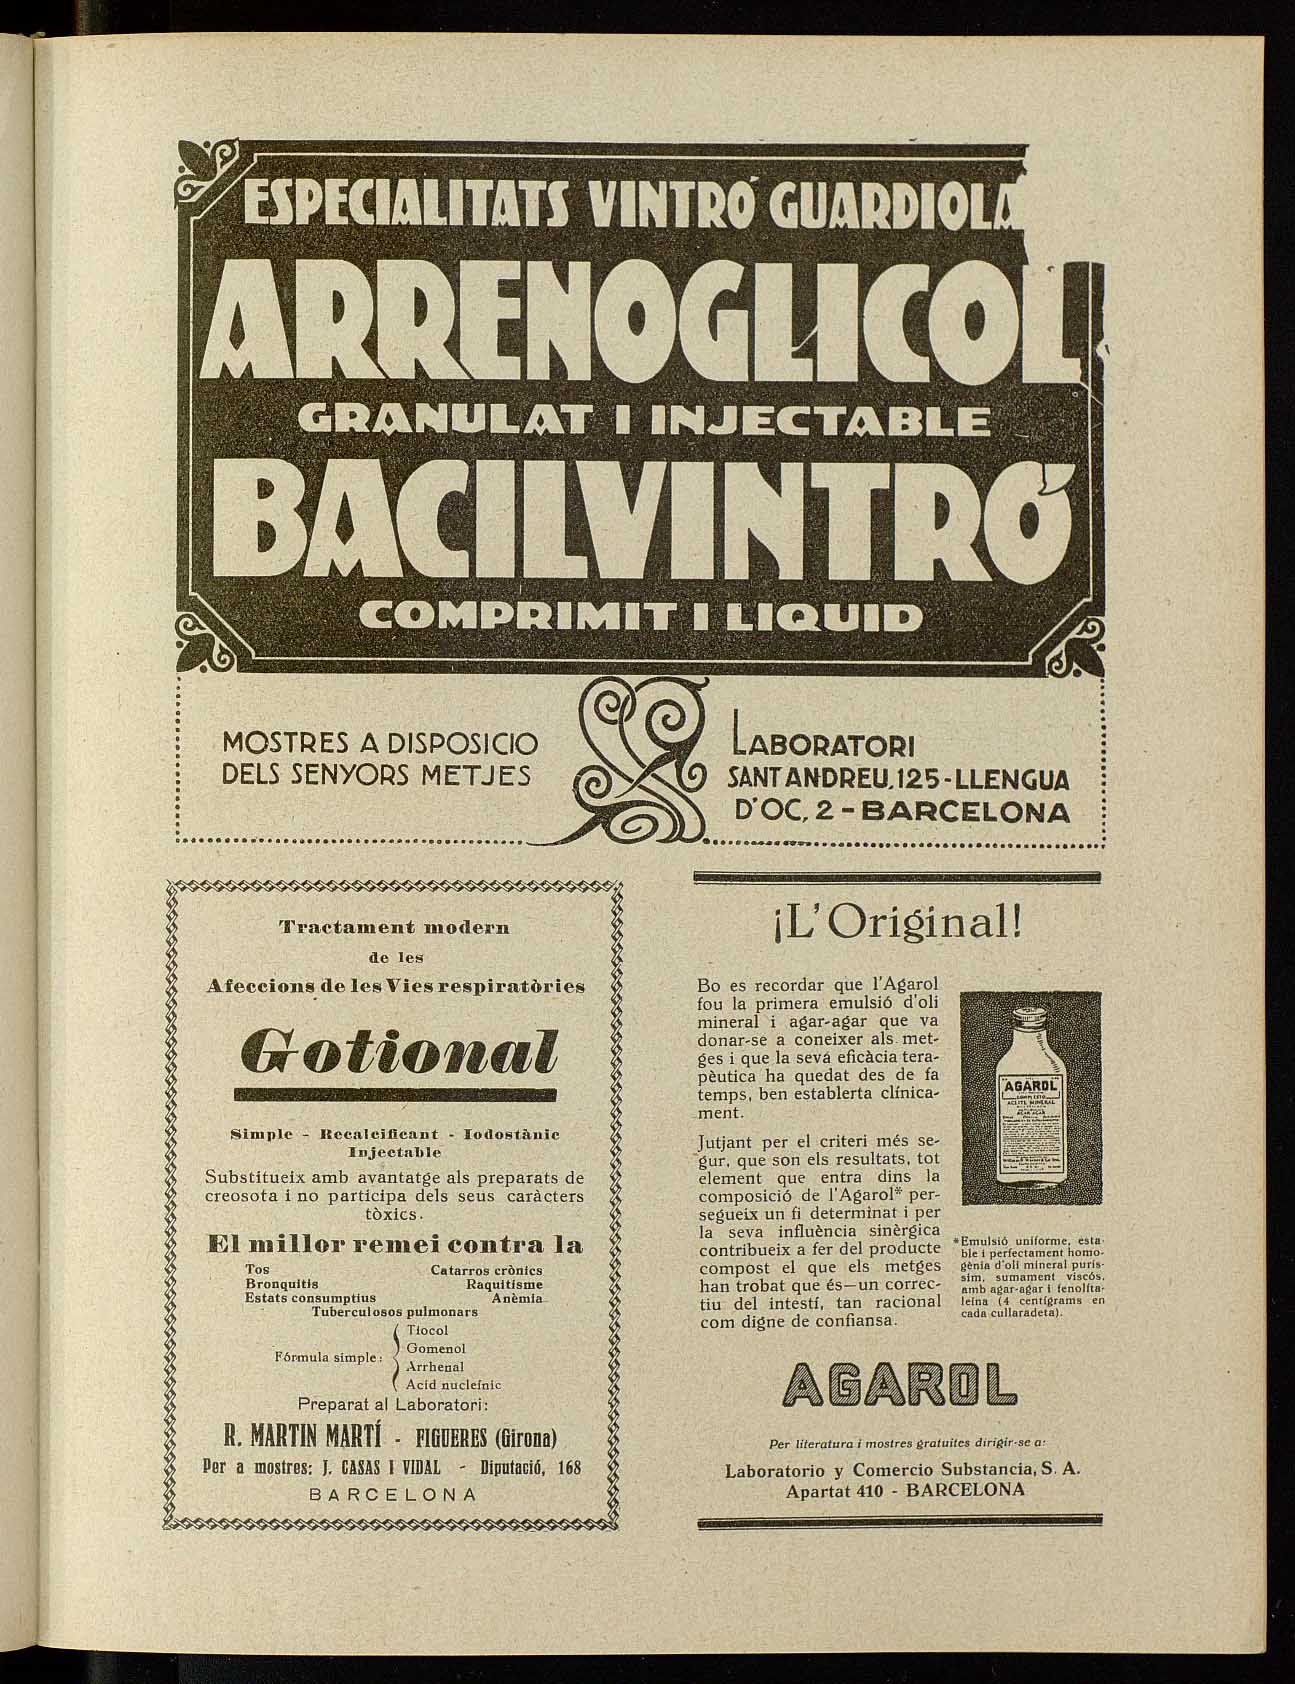 ESPECIALITATS VINTRÓ GUARDIOLA
ARRENOGLICOL
GRANULAT I INJECTABLE
BACILVINTRÓ
COMPRIMIT I LIQUID
MOSTRES A DISPOSICIO
DELS SENYORS METJES
LABORATORI
SANT ANDREU, 125 - LLENGUA
D'OC, 2 - BARCELONA
Tractament modern
de les
Afeccions de les Vies respiratòries
Gotional
Simple - Recalcificant - Iodostànic
Injectable
Substitueix amb avantatge als preparats de
creosota i no participa dels seus caràcters
tòxics.
El millor remei contra la
Tos Catarros crònics
Bronquitis Raquitisme
Estats consumptius Anèmia
Tuberculosos pulmonars
Fórmula simple:
Tiocol
Gomenol
Arrhenal
Acid nucleínic
Preparat al Laboratori:
R. MARTIN MARTÍ - FIGUERES (Girona)
Per a mostres: J. CASAS I VIDAL - Diputació, 168
BARCELONA
¡L'Original!
Bo es recordar que l'Agarol
fou la primera emulsió d'oli
mineral i agar-agar que va
donar-se a coneixer als met-
ges i que la sevá eficàcia tera-
pèutica ha quedat des de fa
temps, ben establerta clínica-
ment.
Jutjant per el criteri més se-
gur, que son els resultats, tot
element que entra dins la
composició de l'Agarol* per-
segueix un fi determinat i per
la seva influència sinèrgica
contribueix a fer del producte
compost el que els metges
han trobat que és—un correc-
tiu del intestí, tan racional
com digne de confiansa.
AGAROL
ACEITE MINERAL
AGAR-AGAR
*Emulsió uniforme, esta-
ble i perfectament homo-
gènia d'oli mineral purís-
sim, sumament viscós,
amb agar-agar i fenolfta-
leína (4 centígrams en
cada cullaradeta).
AGAROL
Per literatura i mostres gratuites dirigir-se a:
Laboratorio y Comercio Substancia, S. A.
Apartat 410 - BARCELONA